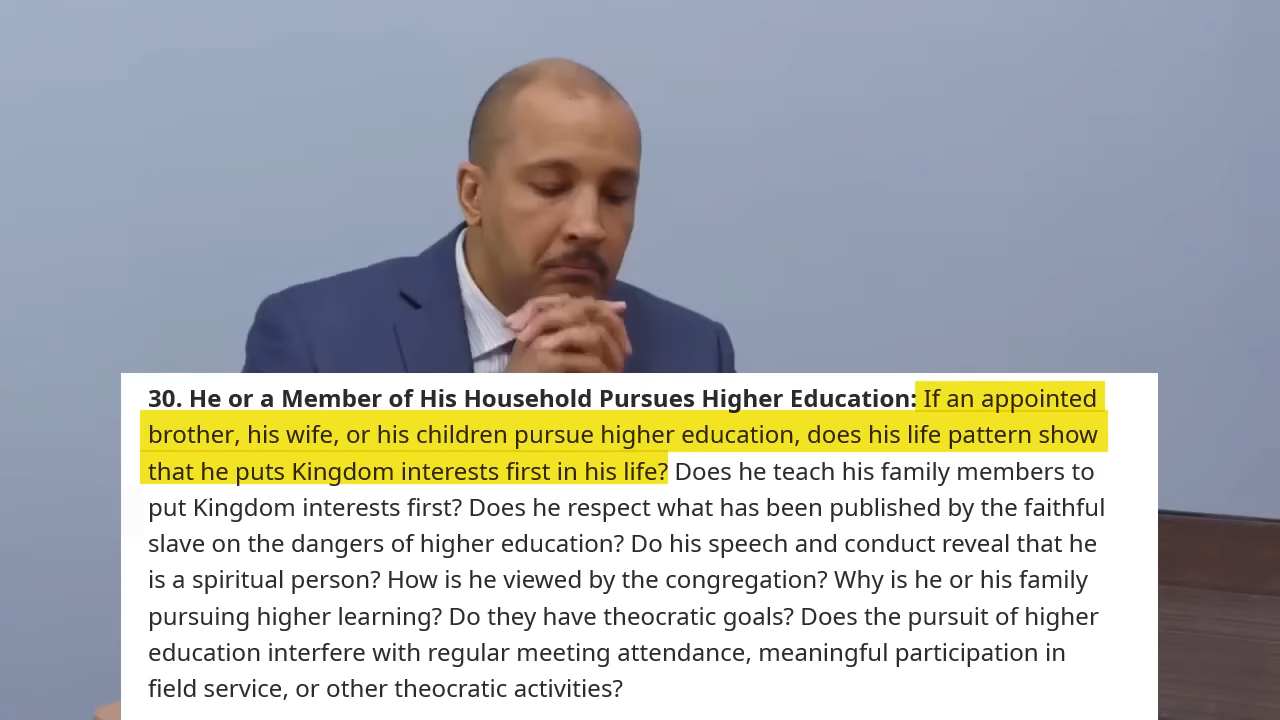 30. He or a Member of His Household Pursues Higher Education: If an appointed
brother, his wife, or his children pursue higher education, does his life pattern show
that he puts Kingdom interests first in his life? Does he teach his family members to
put Kingdom interests first? Does he respect what has been published by the faithful
slave on the dangers of higher education? Do his speech and conduct reveal that he
is a spiritual person? How is he viewed by the congregation? Why is he or his family
pursuing higher learning? Do they have theocratic goals? Does the pursuit of higher
education interfere with regular meeting attendance, meaningful participation in
field service, or other theocratic activities?